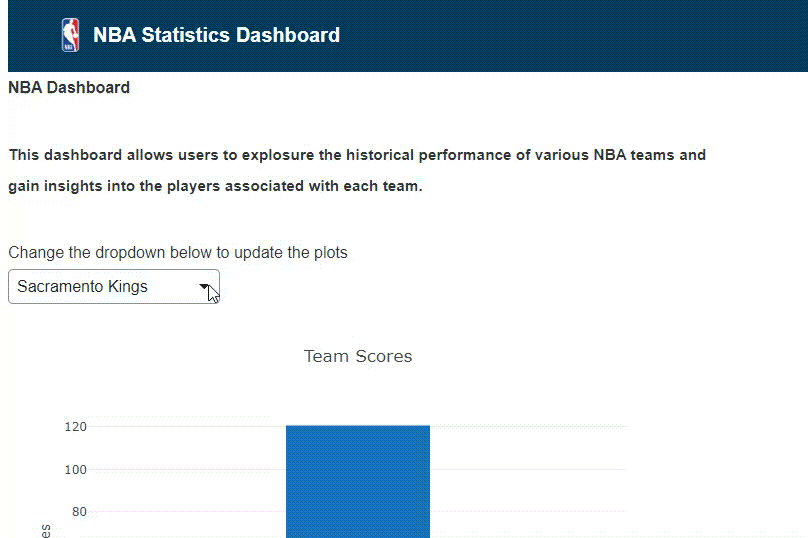 NBA Statistics Dashboard
NBA Dashboard
This dashboard allows users to explosure the historical performance of various NBA teams and
gain insights into the players associated with each team.
Change the dropdown below to update the plots
Sacramento Kings
Team Scores
120
100
80
es